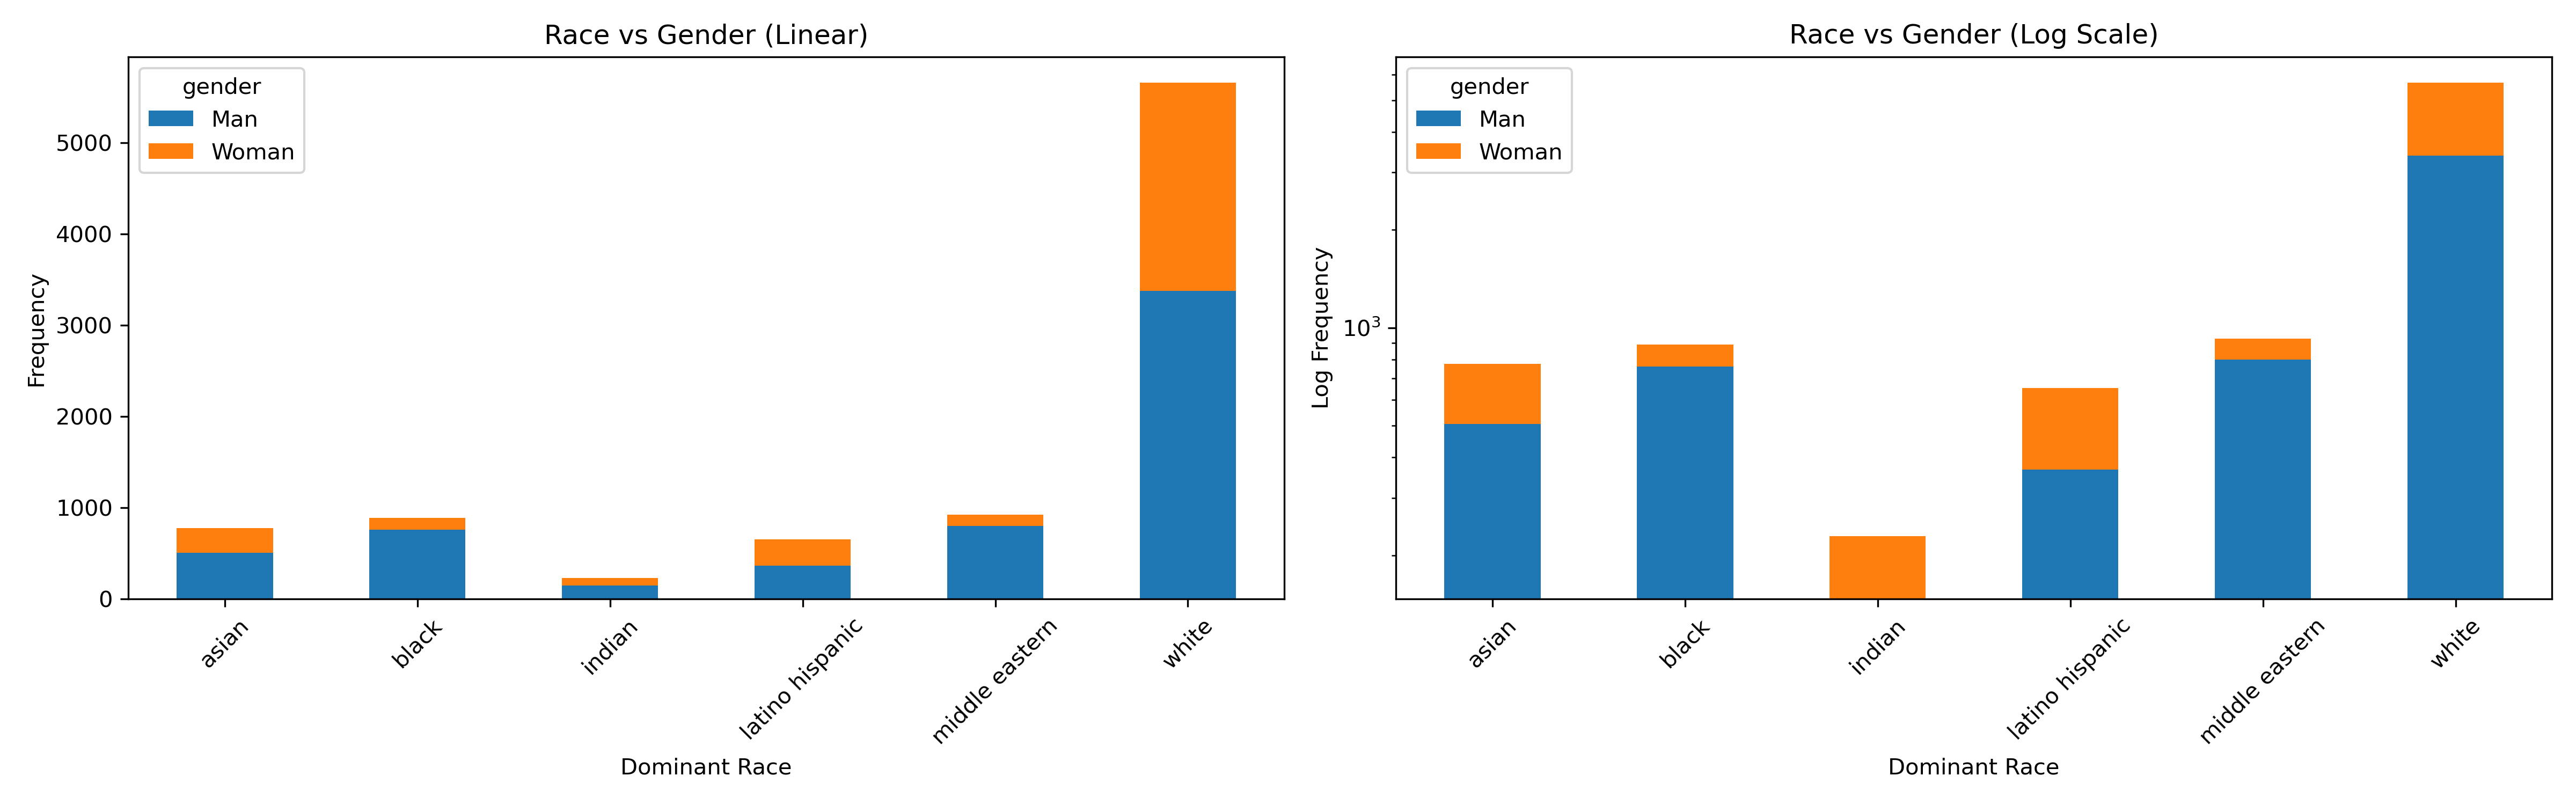 Race vs Gender (Linear)
gender
Man
Woman
Frequency
5000
4000
3000
2000
1000
0
asian
black
indian
latino hispanic
middle eastern
white
Dominant Race
Race vs Gender (Log Scale)
gender
Man
Woman
Log Frequency
10³
asian
black
indian
latino hispanic
middle eastern
white
Dominant Race